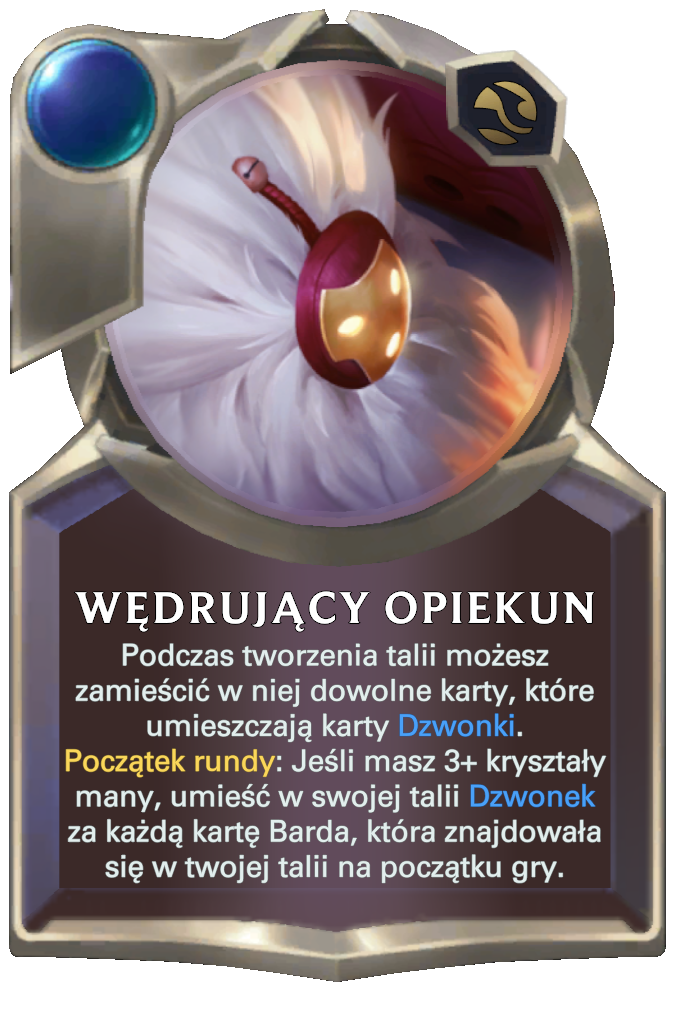 WĘDRUJĄCY OPIEKUN
Podczas tworzenia talii możesz
zamieścić w niej dowolne karty, które
umieszczają karty Dzwonki.
Początek rundy: Jeśli masz 3+ kryształy
many, umieść w swojej talii Dzwonek
za każdą kartę Barda, która znajdowała
się w twojej talii na początku gry.